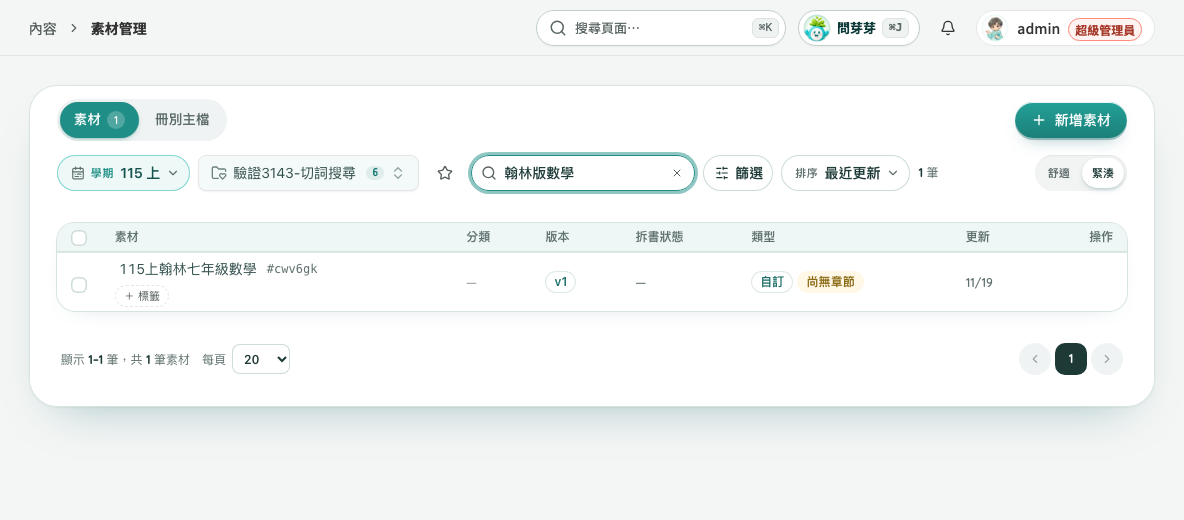 內容 > 素材管理
搜尋頁面… ⌘K
問芽芽 ⌘J
admin 超級管理員
素材 1 冊別主檔
+ 新增素材
學期 115 上
驗證3143-切詞搜尋 6
翰林版數學 ×
篩選
排序 最近更新
1 筆
舒適 緊湊
素材 分類 版本 拆書狀態 類型 更新 操作
115上翰林七年級數學 #cwv6gk — v1 — 自訂 尚無章節 11/19
+ 標籤
顯示 1-1 筆，共 1 筆素材 每頁 20
‹ 1 ›